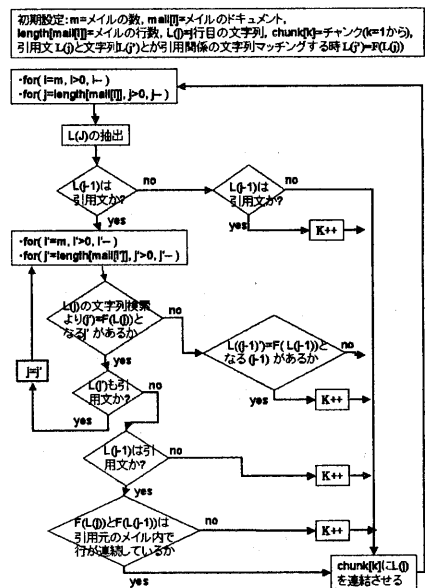 初期設定:m=メイルの数, mail[i]=メイルのドキュメント,
length[mail[i]]=メイルの行数, L(j)=j行目の文字列, chunk[k]=チャンク(k=1から),
引用文 L(j)と文字列L(j')とが引用関係の文字列マッチングする時 L(j')=F(L(j))
-for( i=m, i>0, i-- )
-for( j=length[mail[i]], j>0, j-- )
L(J)の抽出
L(j-1)は
引用文か?
no
yes
L(j-1)は
引用文か?
no
yes
K++
-for( i'=m, i'>0, i'-- )
-for( j'=length[mail[i']], j'>0, j'-- )
L(j)の文字列検索
より(j')=F(L(j))と
なるj' があるか
no
yes
L((j-1)')=F( L(j-1))と
なる (j-1) があるか
no
yes
K++
j=j'
L(j')も引
用文か?
no
yes
L(j-1)は引
用文か?
no
yes
K++
F(L(j))とF(L(j-1))は
引用元のメイル内で
行が連続しているか
no
yes
K++
chunk[k]にL(j)
を連結させる